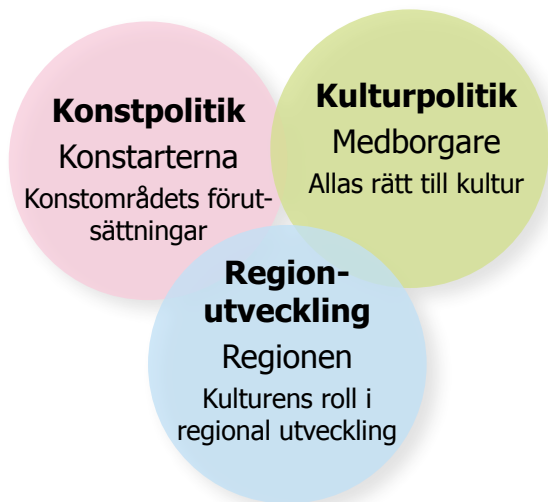 Konstpolitik
Konstarterna
Konstområdets förut-
sättningar
Kulturpolitik
Medborgare
Allas rätt till kultur
Region-
utveckling
Regionen
Kulturens roll i
regional utveckling